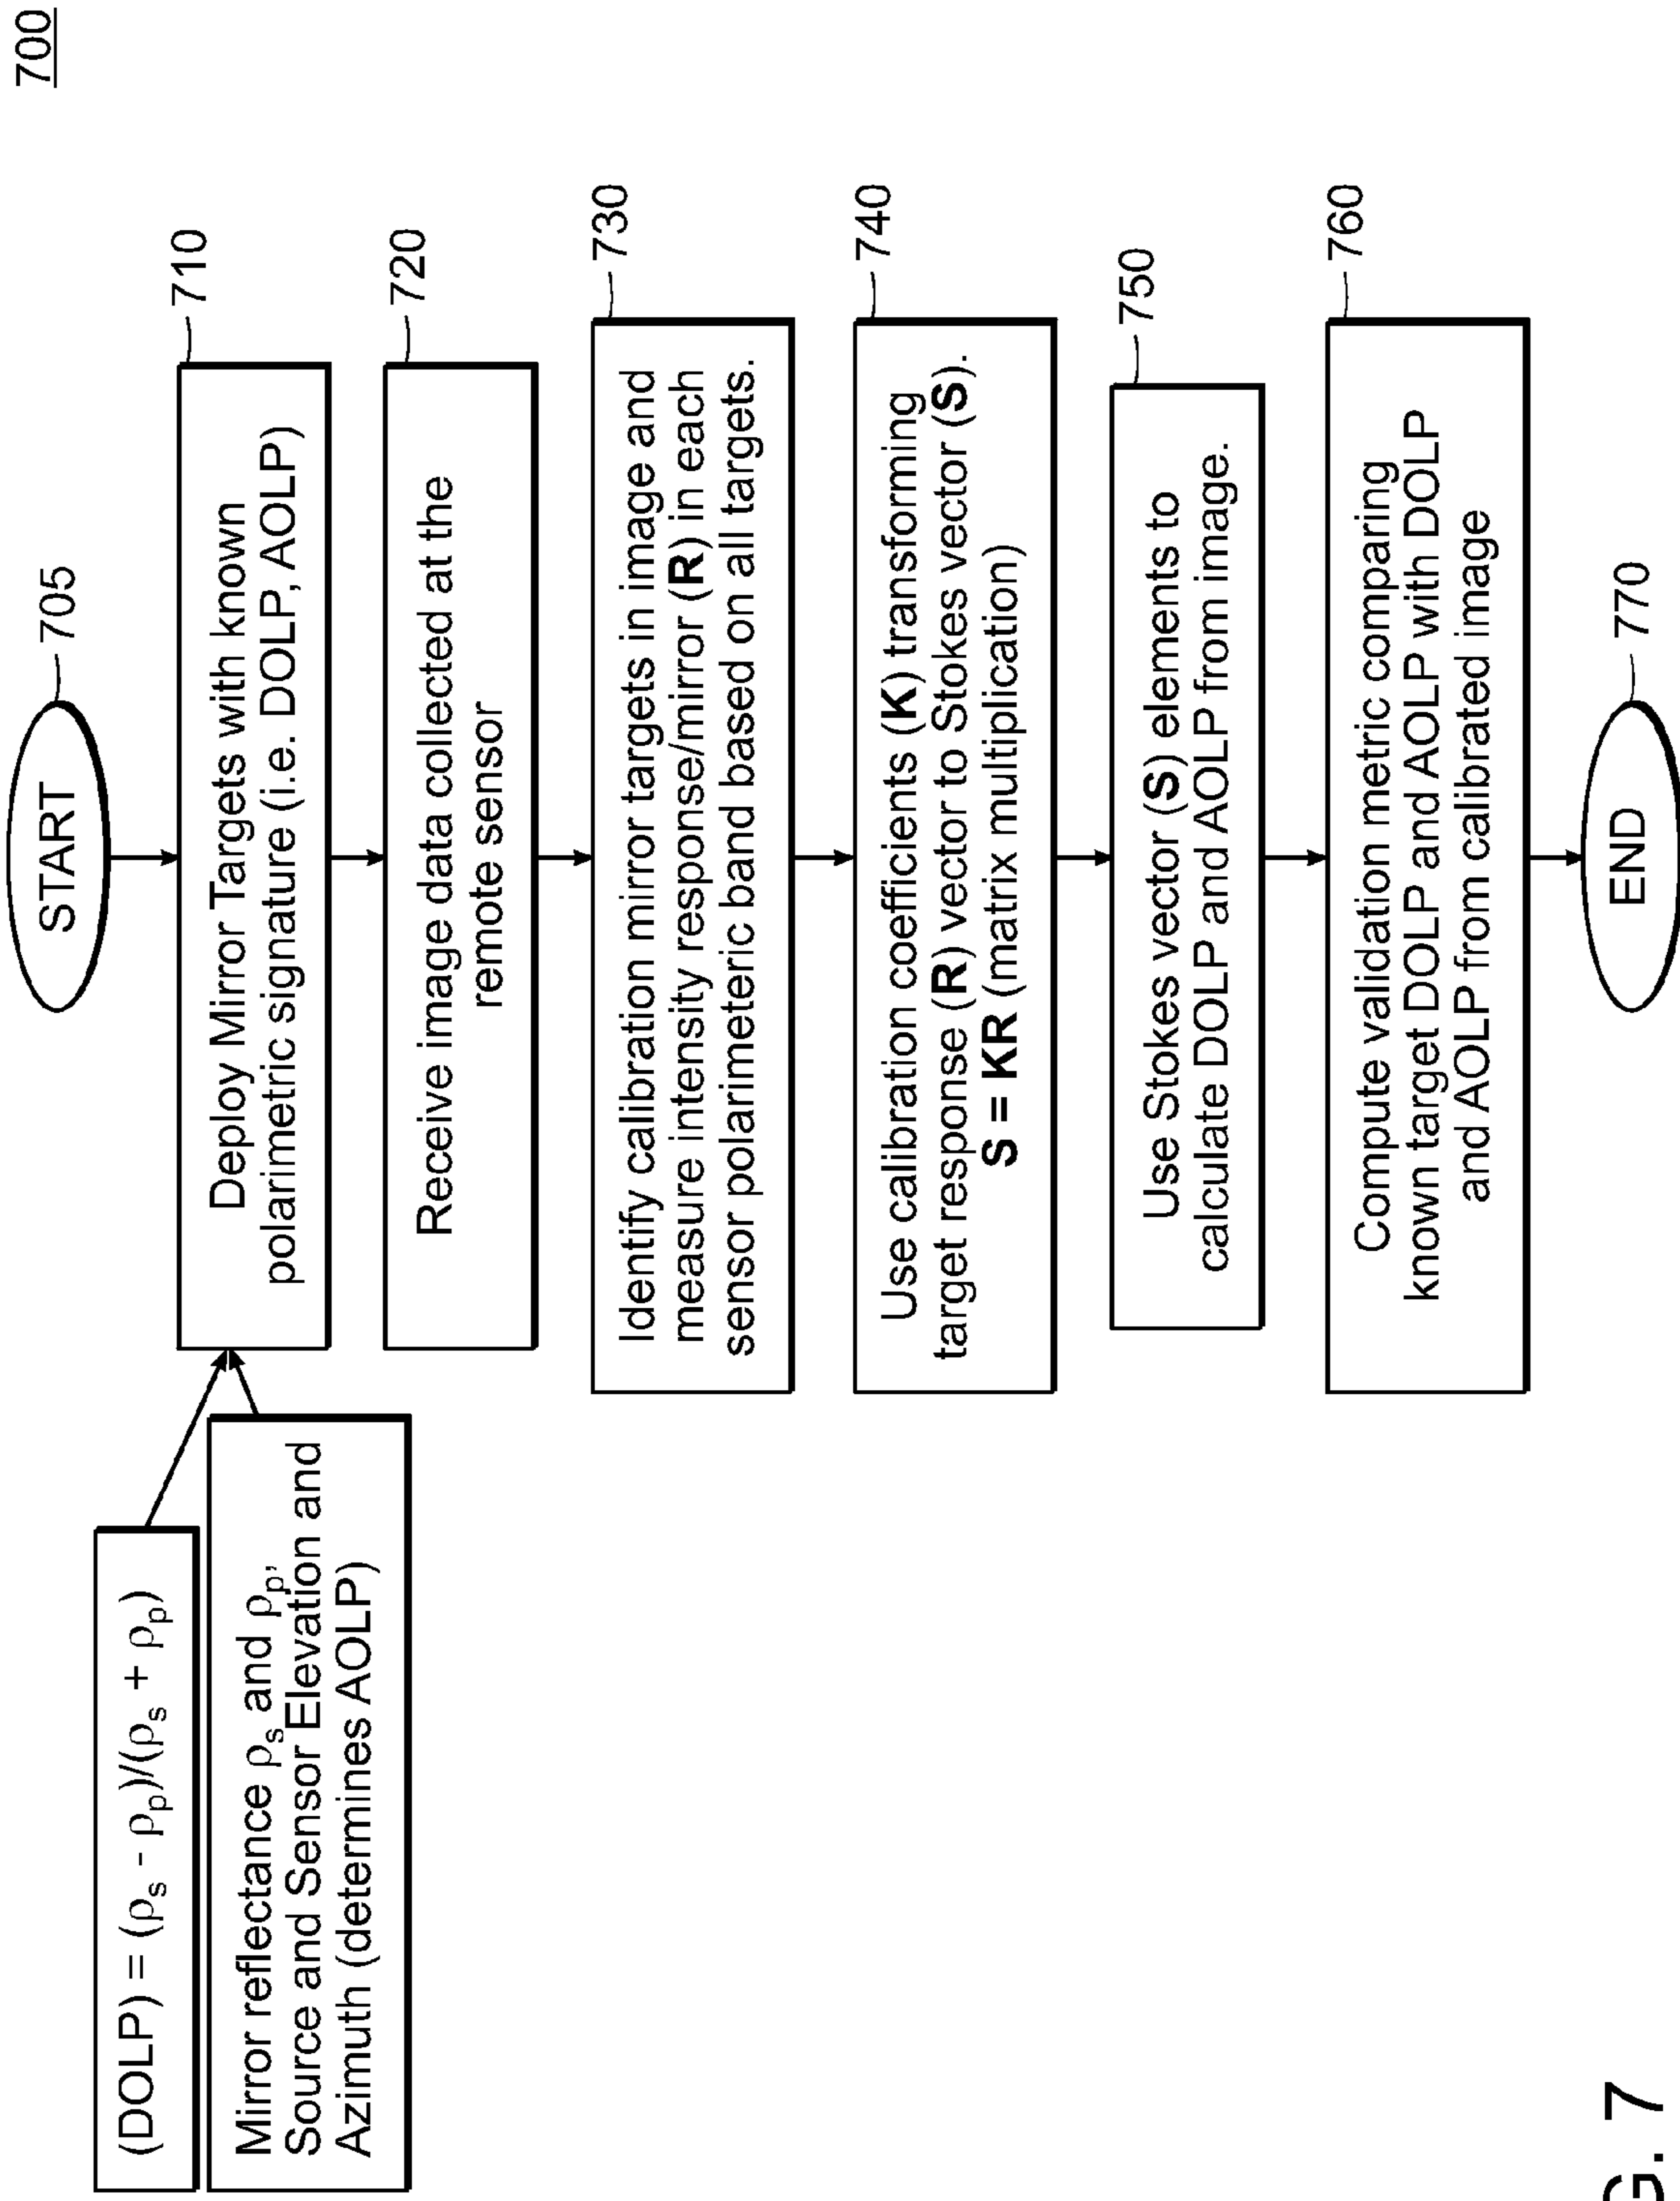 700
START
705
(DOLP) = (ρs - ρp)/(ρs + ρp)
Mirror reflectance ρs and ρp,
Source and Sensor Elevation and
Azimuth (determines AOLP)
Deploy Mirror Targets with known
polarimetric signature (i.e. DOLP, AOLP)
710
Receive image data collected at the
remote sensor
720
Identify calibration mirror targets in image and
measure intensity response/mirror (R) in each
sensor polarimeteric band based on all targets.
730
Use calibration coefficients (K) transforming
target response (R) vector to Stokes vector (S).
S = KR (matrix multiplication)
740
Use Stokes vector (S) elements to
calculate DOLP and AOLP from image.
750
Compute validation metric comparing
known target DOLP and AOLP with DOLP
and AOLP from calibrated image
760
END
770
G. 7